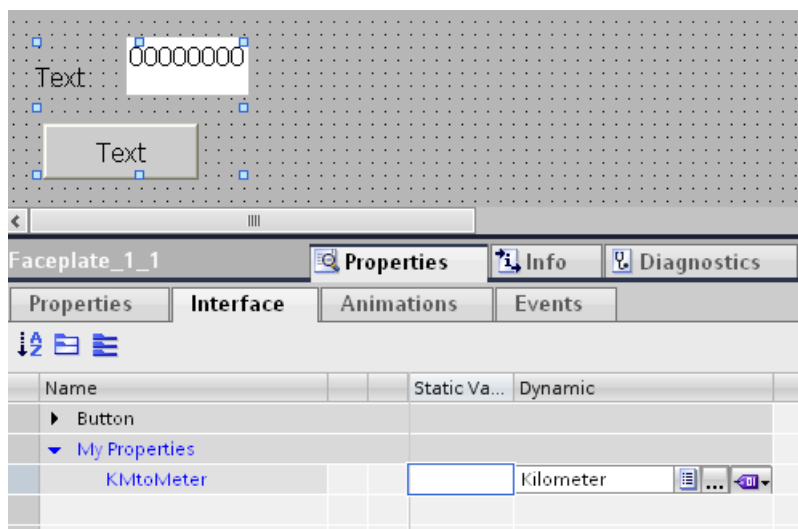 00000000
Text
Text
Faceplate_1_1 Properties Info Diagnostics
Properties Interface Animations Events
Name Static Va... Dynamic
Button
My Properties
KMtoMeter Kilometer ...